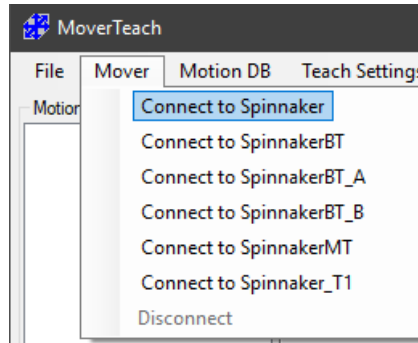 MoverTeach
File Mover Motion DB Teach Settings
Motion
Connect to Spinnaker
Connect to SpinnakerBT
Connect to SpinnakerBT_A
Connect to SpinnakerBT_B
Connect to SpinnakerMT
Connect to Spinnaker_T1
Disconnect